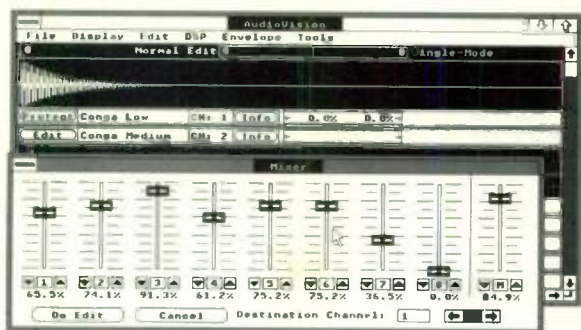 AudioVision
File Display Edit DSP Envelope Tools
Normal Edit Single-Mode
Protect Conga Low CH: 1 Info 0.0% 0.0%
Edit Conga Medium CH: 2 Info
Mixer
1 2 3 4 5 6 7 8 M
65.5% 74.1% 91.3% 61.2% 75.2% 75.2% 36.5% 0.0% 84.9%
Do Edit Cancel Destination Channel: 1